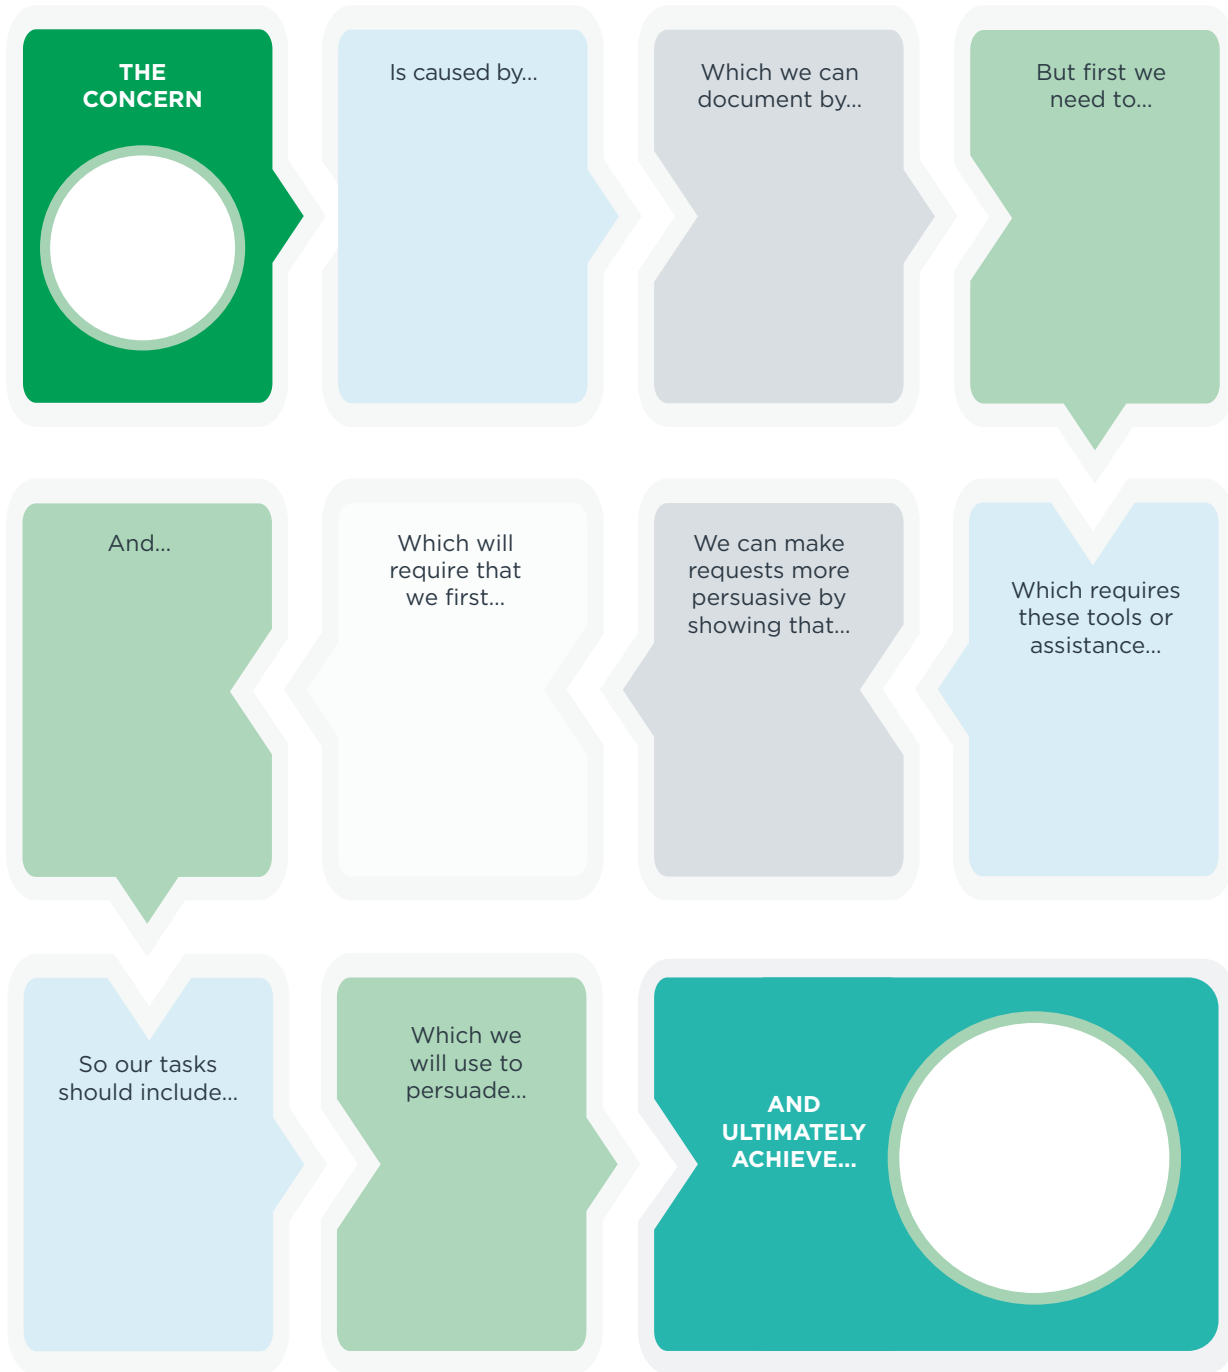 THE
CONCERN
Is caused by...
Which we can
document by...
But first we
need to...
Which requires
these tools or
assistance...
We can make
requests more
persuasive by
showing that...
Which will
require that
we first...
And...
So our tasks
should include...
Which we
will use to
persuade...
AND
ULTIMATELY
ACHIEVE...